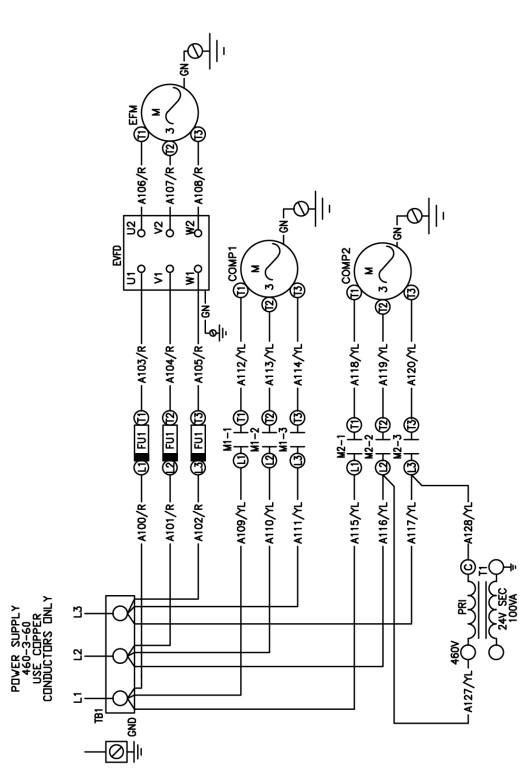 POWER SUPPLY
460-3-60
USE COPPER
CONDUCTORS ONLY
L1
L2
L3
TB1
GND
A100/R
L1
FU1
T1
A103/R
U1
U2
A106/R
T1
EFM
A101/R
L2
FU1
T2
A104/R
V1
V2
A107/R
T2
M
3
GN
A102/R
L3
FU1
T3
A105/R
W1
W2
A108/R
T3
EVFD
GN
A109/YL
L1
M1-1
T1
A112/YL
T1
COMP1
A110/YL
L2
M1-2
T2
A113/YL
T2
M
3
GN
A111/YL
L3
M1-3
T3
A114/YL
T3
A115/YL
L1
M2-1
T1
A118/YL
T1
COMP2
A116/YL
L2
M2-2
T2
A119/YL
T2
M
3
GN
A117/YL
L3
M2-3
T3
A120/YL
T3
A127/YL
460V
PRI
C
A128/YL
T1
24V SEC
100VA